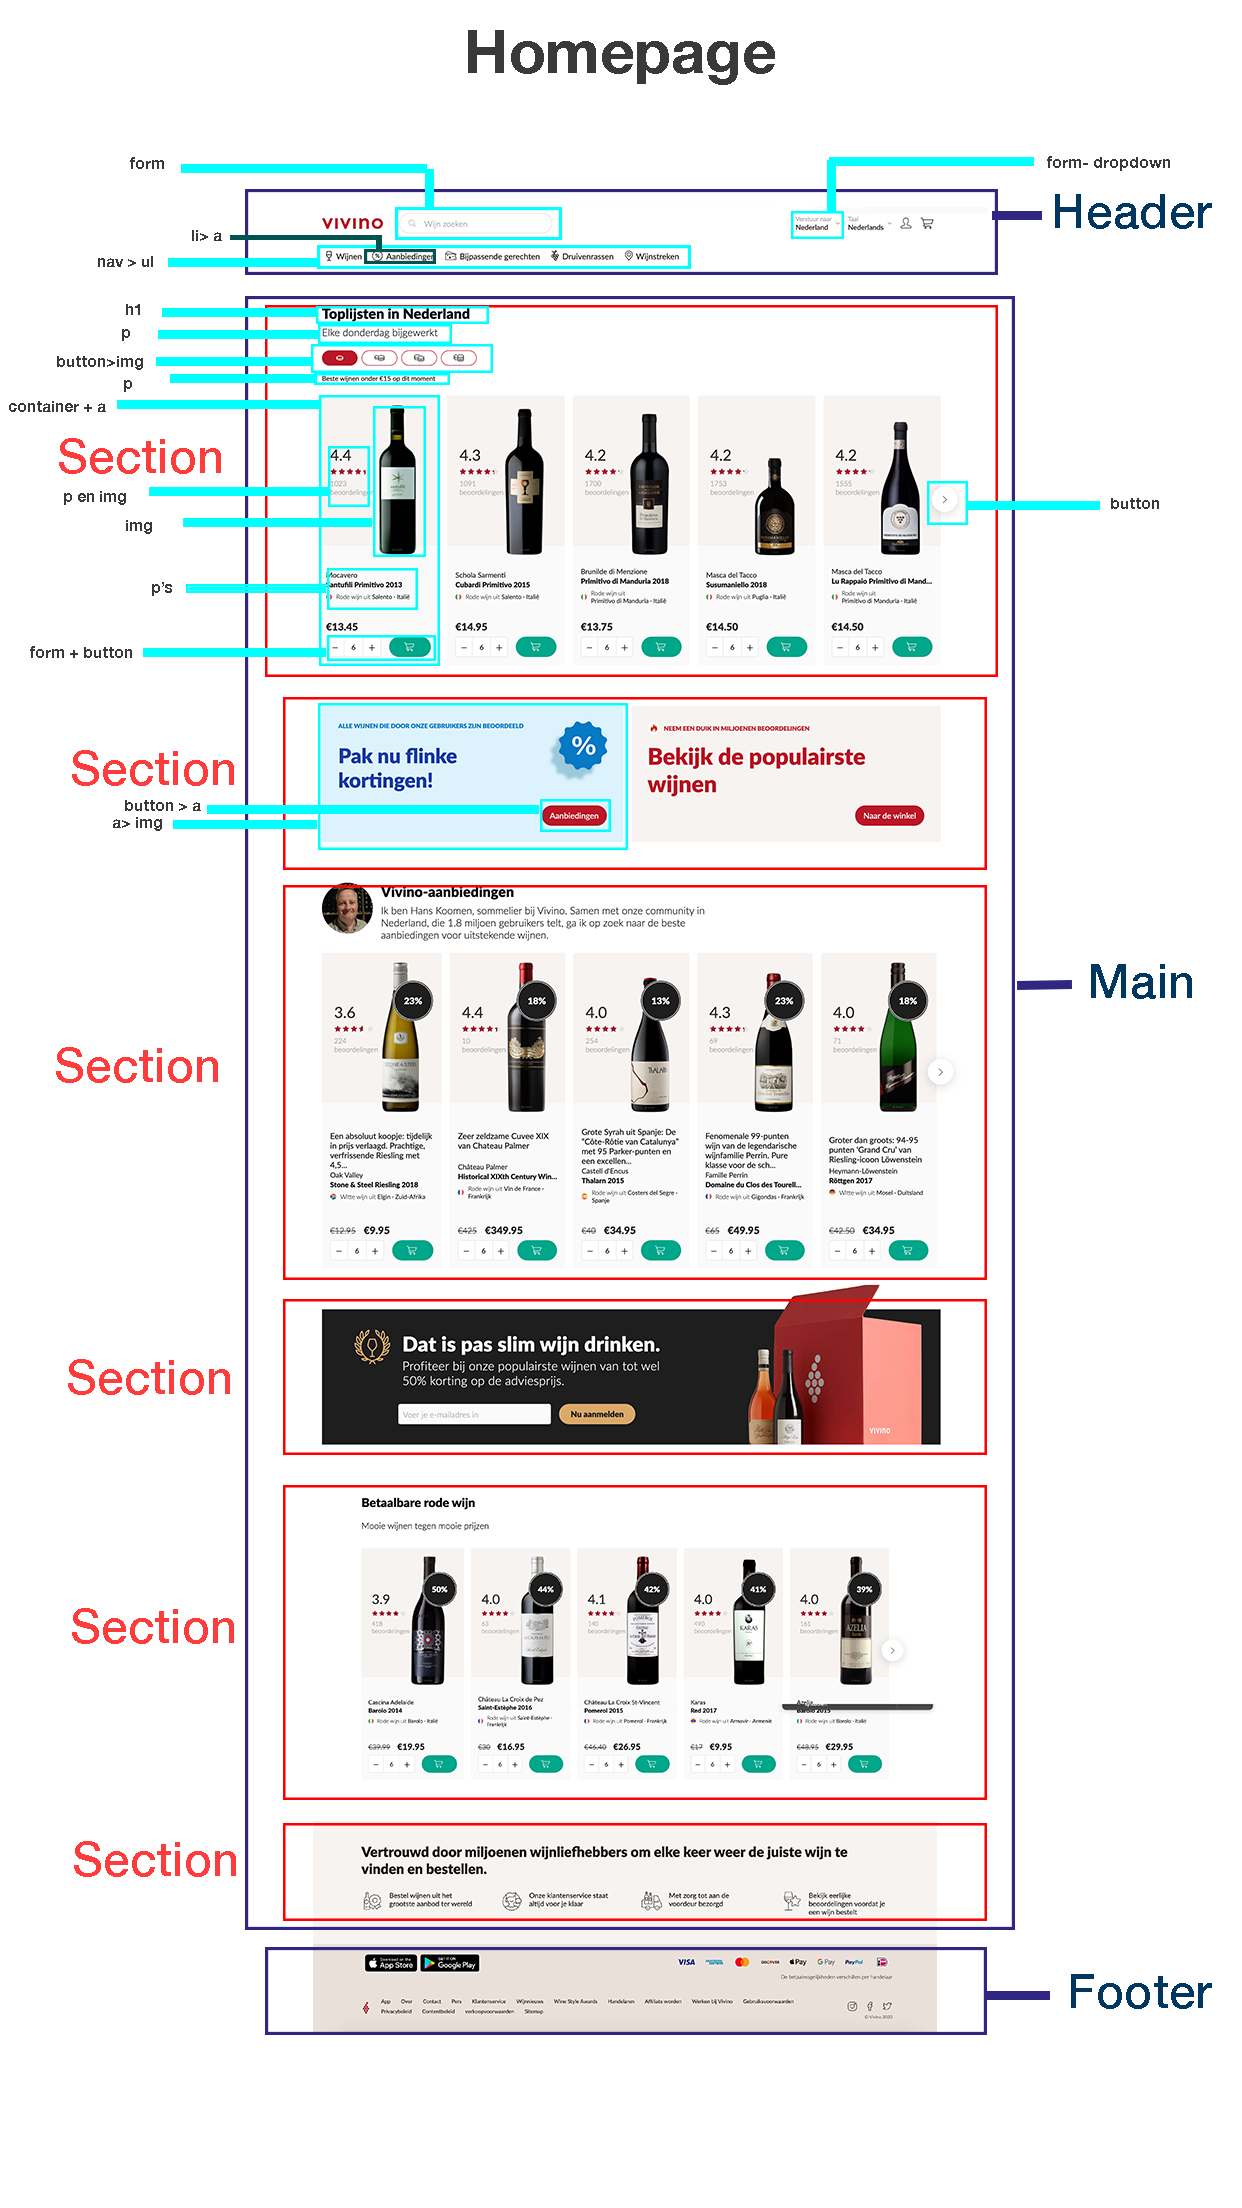 Homepage
form
form- dropdown
Header
VIVINO
Wijn zoeken
Verstuur naar
Nederland
Taal
Nederlands
li> a
nav > ul
Wijnen
Aanbiedingen
Bijpassende gerechten
Druivenrassen
Wijnstreken
h1
Toplijsten in Nederland
p
Elke donderdag bijgewerkt
button>img
p
Beste wijnen onder €15 op dit moment
container + a
Section
p en img
img
button
p's
form + button
4.4
1023
beoordelingen
Mocavero
Santufili Primitivo 2013
Rode wijn uit Salento · Italië
€13.45
6
4.3
1091
beoordelingen
Schola Sarmenti
Cubardi Primitivo 2015
Rode wijn uit Salento · Italië
€14.95
6
4.2
1700
beoordelingen
Brunilde di Menzione
Primitivo di Manduria 2018
Rode wijn uit
Primitivo di Manduria · Italië
€13.75
6
4.2
1753
beoordelingen
Masca del Tacco
Susumaniello 2018
Rode wijn uit Puglia · Italië
€14.50
6
4.2
1555
beoordelingen
Masca del Tacco
Lu Rappaio Primitivo di Mand...
Rode wijn uit
Primitivo di Manduria · Italië
€14.50
6
Section
button > a
a> img
ALLE WIJNEN DIE DOOR ONZE GEBRUIKERS ZIJN BEOORDEELD
Pak nu flinke
kortingen!
%
Aanbiedingen
NEEM EEN DUIK IN MILJOENEN BEOORDELINGEN
Bekijk de populairste
wijnen
Naar de winkel
Main
Section
Vivino-aanbiedingen
Ik ben Hans Koomen, sommelier bij Vivino. Samen met onze community in
Nederland, die 1.8 miljoen gebruikers telt, ga ik op zoek naar de beste
aanbiedingen voor uitstekende wijnen.
23%
3.6
224
beoordelingen
Een absoluut koopje: tijdelijk
in prijs verlaagd. Prachtige,
verfrissende Riesling met
4,5...
Oak Valley
Stone & Steel Riesling 2018
Witte wijn uit Elgin · Zuid-Afrika
€12.95 €9.95
6
18%
4.4
10
beoordelingen
Zeer zeldzame Cuvee XIX
van Chateau Palmer
Château Palmer
Historical XIXth Century Win...
Rode wijn uit Vin de France ·
Frankrijk
€425 €349.95
6
13%
4.0
254
beoordelingen
Grote Syrah uit Spanje: De
"Côte-Rôtie van Catalunya"
met 95 Parker-punten en
een excellen...
Castell d'Encus
Thalarn 2015
Rode wijn uit Costers del Segre ·
Spanje
€40 €34.95
6
23%
4.3
69
beoordelingen
Fenomenale 99-punten
wijn van de legendarische
wijnfamilie Perrin. Pure
klasse voor de sch...
Famille Perrin
Domaine du Clos des Tourell...
Rode wijn uit Gigondas · Frankrijk
€65 €49.95
6
18%
4.0
71
beoordelingen
Groter dan groots: 94-95
punten 'Grand Cru' van
Riesling-icoon Löwenstein
Heymann-Löwenstein
Röttgen 2017
Witte wijn uit Mosel · Duitsland
€42.50 €34.95
6
Section
Dat is pas slim wijn drinken.
Profiteer bij onze populairste wijnen van tot wel
50% korting op de adviesprijs.
Voer je e-mailadres in
Nu aanmelden
VIVINO
Section
Betaalbare rode wijn
Mooie wijnen tegen mooie prijzen
50%
3.9
418
beoordelingen
Cascina Adelaide
Barolo 2014
Rode wijn uit Barolo · Italië
€39.99 €19.95
6
44%
4.0
63
beoordelingen
Château La Croix de Pez
Saint-Estèphe 2016
Rode wijn uit Saint-Estèphe ·
Frankrijk
€30 €16.95
6
42%
4.1
140
beoordelingen
Château La Croix St-Vincent
Pomerol 2015
Rode wijn uit Pomerol · Frankrijk
€46.40 €26.95
6
41%
4.0
490
beoordelingen
KARAS
Karas
Red 2017
Rode wijn uit Armavir · Armenië
€17 €9.95
6
39%
4.0
161
beoordelingen
AZELIA
Azelia
Barolo 2015
Rode wijn uit Barolo · Italië
€48.95 €29.95
6
Section
Vertrouwd door miljoenen wijnliefhebbers om elke keer weer de juiste wijn te
vinden en bestellen.
Bestel wijnen uit het
grootste aanbod ter wereld
Onze klantenservice staat
altijd voor je klaar
Met zorg tot aan de
voordeur bezorgd
Bekijk eerlijke
beoordelingen voordat je
een wijn bestelt
Footer
Download on the
App Store
GET IT ON
Google Play
VISA
mastercard
DISCOVER
Pay
G Pay
PayPal
De betaalmogelijkheden verschillen per handelaar
App Over Contact Pers Klantenservice Wijnnieuws Wine Style Awards Handelaren Affiliate worden Werken bij Vivino Gebruiksvoorwaarden
Privacybeleid Contentbeleid verkoopvoorwaarden Sitemap
© Vivino 2020